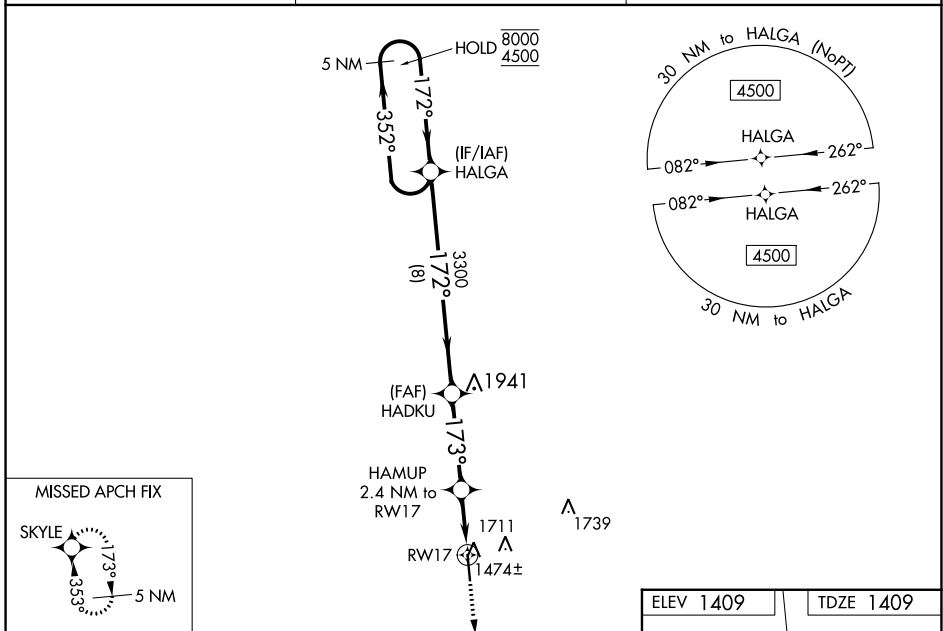 HOLD 8000
4500
5 NM
172°
352°
(IF/IAF)
HALGA
3300
172°
(8)
(FAF)
HADKU
1941
173°
HAMUP
2.4 NM to
RW17
1711
1739
RW17
1474±
30 NM to HALGA (NoPT)
4500
HALGA
082°
262°
082°
262°
HALGA
4500
30 NM to HALGA
MISSED APCH FIX
SKYLE
173°
353°
5 NM
ELEV 1409
TDZE 1409